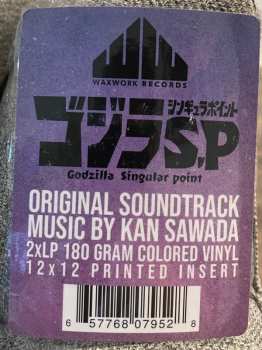 WAXWORK RECORDS
シンギュラポイント
ゴジラS.P
Godzilla Singular point
ORIGINAL SOUNDTRACK
MUSIC BY KAN SAWADA
2xLP 180 GRAM COLORED VINYL
12x12 PRINTED INSERT
6 57768 07952 8